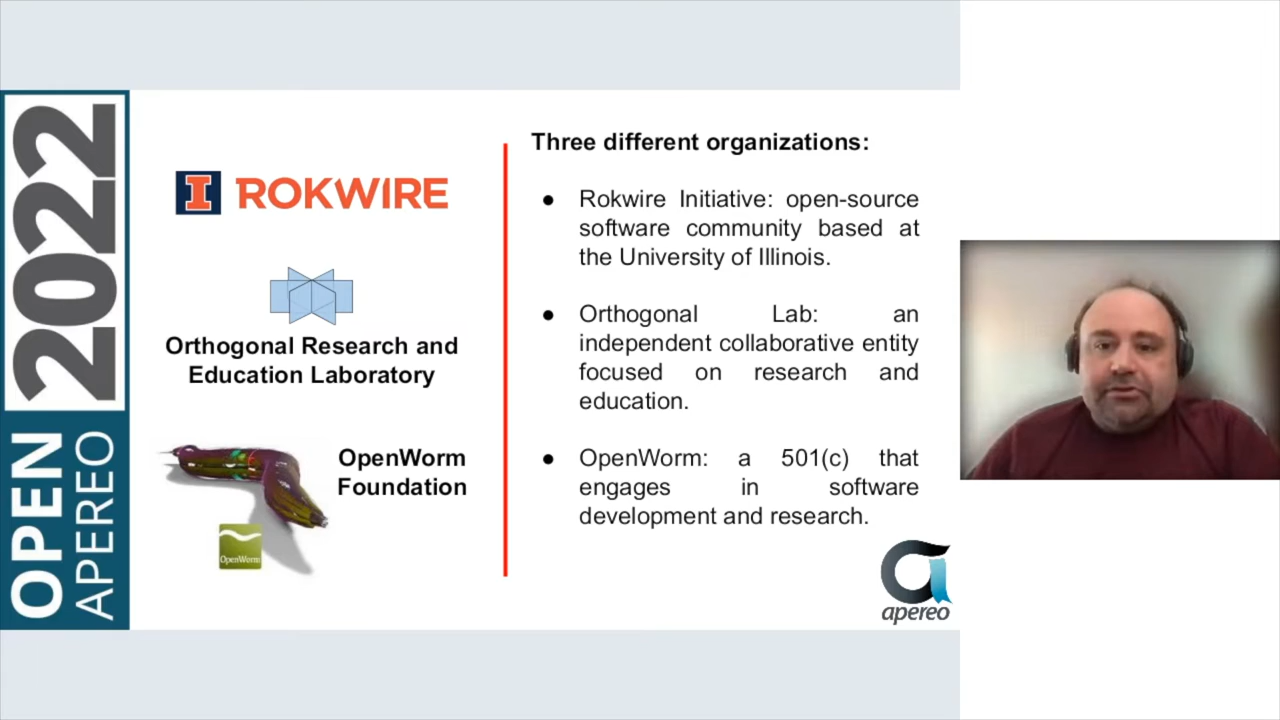 OPEN 2022
APEREO
I ROKWIRE
Orthogonal Research and
Education Laboratory
OpenWorm
Foundation
OpenWorm
Three different organizations:
● Rokwire Initiative: open-source
software community based at
the University of Illinois.
● Orthogonal Lab: an
independent collaborative entity
focused on research and
education.
● OpenWorm: a 501(c) that
engages in software
development and research.
apereo